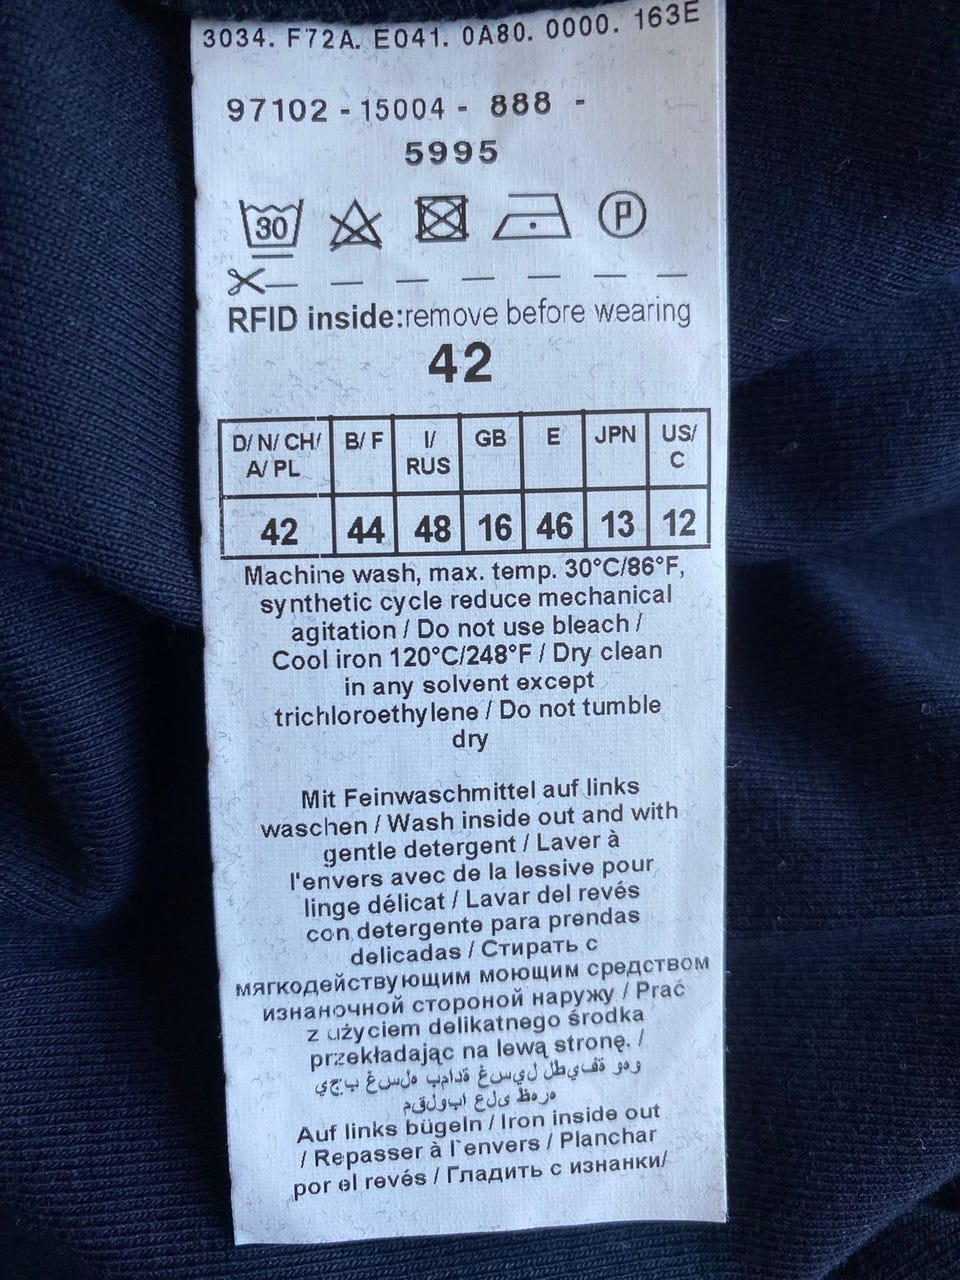 3034. F72A. E041. 0A80. 0000. 163E
97102 - 15004 - 888 -
5995
30 P
RFID inside:remove before wearing
42
D/ N/ CH/ A/ PL B/ F I/ RUS GB E JPN US/ C
42 44 48 16 46 13 12
Machine wash, max. temp. 30°C/86°F,
synthetic cycle reduce mechanical
agitation / Do not use bleach /
Cool iron 120°C/248°F / Dry clean
in any solvent except
trichloroethylene / Do not tumble
dry
Mit Feinwaschmittel auf links
waschen / Wash inside out and with
gentle detergent / Laver à
l'envers avec de la lessive pour
linge délicat / Lavar del revés
con detergente para prendas
delicadas / Стирать с
мягкодействующим моющим средством
изнаночной стороной наружу / Prać
z użyciem delikatnego środka
przekładając na lewą stronę. /
Auf links bügeln / Iron inside out
/ Repasser à l'envers / Planchar
por el revés / Гладить с изнанки/